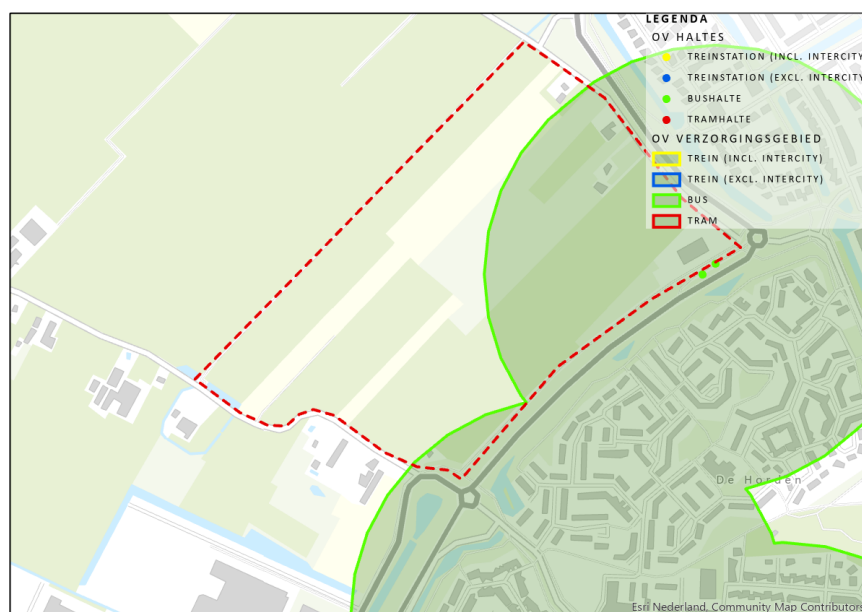 LEGENDA
OV HALTES
TREINSTATION (INCL. INTERCITY
TREINSTATION (EXCL. INTERCITY
BUSHALTE
TRAMHALTE
OV VERZORGINGSGEBIED
TREIN (INCL. INTERCITY)
TREIN (EXCL. INTERCITY)
BUS
TRAM
De Horden
Esri Nederland, Community Map Contributors